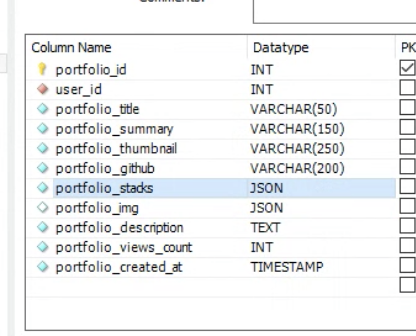 Comments:
Column Name Datatype PK
portfolio_id INT
user_id INT
portfolio_title VARCHAR(50)
portfolio_summary VARCHAR(150)
portfolio_thumbnail VARCHAR(250)
portfolio_github VARCHAR(200)
portfolio_stacks JSON
portfolio_img JSON
portfolio_description TEXT
portfolio_views_count INT
portfolio_created_at TIMESTAMP